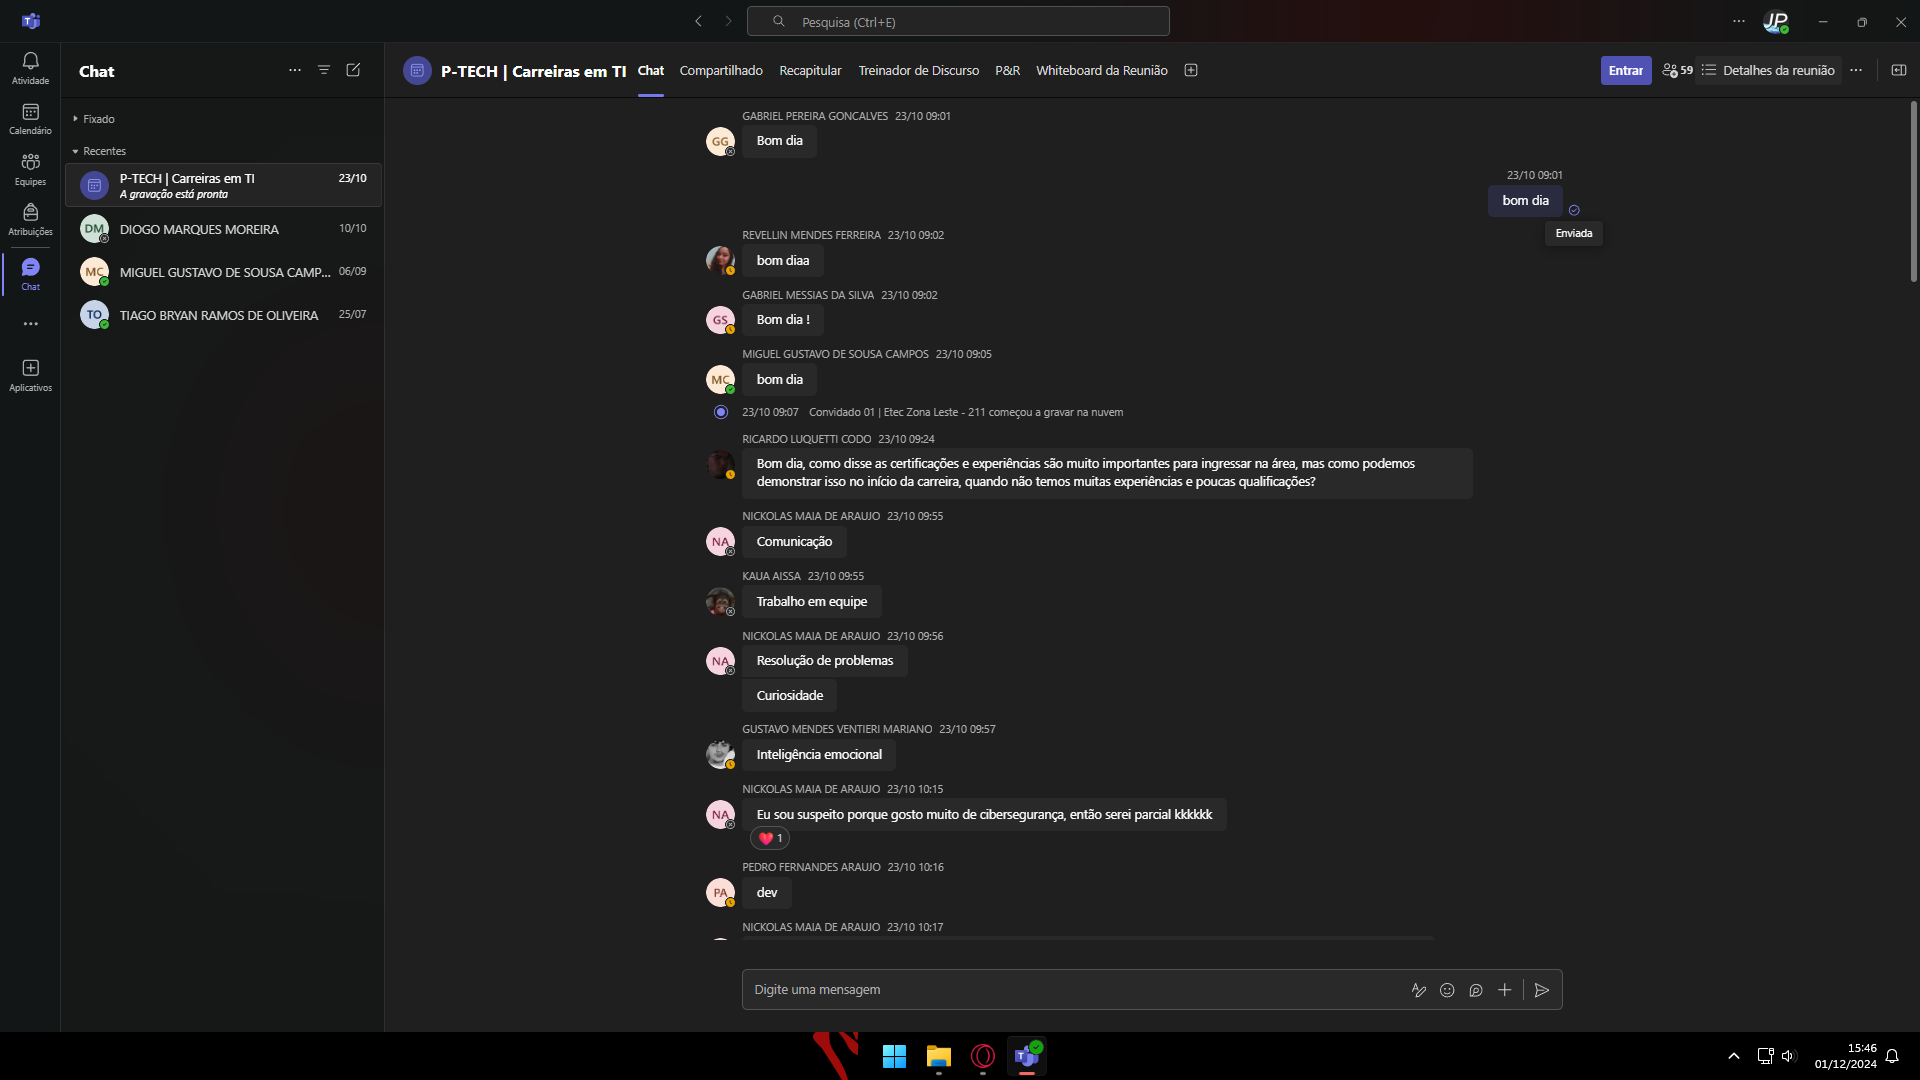 Pesquisa (Ctrl+E)
JP
Atividade
Calendário
Equipes
Atribuições
Chat
Aplicativos
Chat
Fixado
Recentes
P-TECH | Carreiras em TI 23/10
A gravação está pronta
DM DIOGO MARQUES MOREIRA 10/10
MC MIGUEL GUSTAVO DE SOUSA CAMP... 06/09
TO TIAGO BRYAN RAMOS DE OLIVEIRA 25/07
P-TECH | Carreiras em TI Chat Compartilhado Recapitular Treinador de Discurso P&R Whiteboard da Reunião Entrar 59 Detalhes da reunião
GABRIEL PEREIRA GONCALVES 23/10 09:01
GG Bom dia
23/10 09:01
bom dia
Enviada
REVELLIN MENDES FERREIRA 23/10 09:02
bom diaa
GABRIEL MESSIAS DA SILVA 23/10 09:02
GS Bom dia !
MIGUEL GUSTAVO DE SOUSA CAMPOS 23/10 09:05
MC bom dia
23/10 09:07 Convidado 01 | Etec Zona Leste - 211 começou a gravar na nuvem
RICARDO LUQUETTI CODO 23/10 09:24
Bom dia, como disse as certificações e experiências são muito importantes para ingressar na área, mas como podemos
demonstrar isso no início da carreira, quando não temos muitas experiências e poucas qualificações?
NICKOLAS MAIA DE ARAUJO 23/10 09:55
NA Comunicação
KAUA AISSA 23/10 09:55
Trabalho em equipe
NICKOLAS MAIA DE ARAUJO 23/10 09:56
NA Resolução de problemas
Curiosidade
GUSTAVO MENDES VENTIERI MARIANO 23/10 09:57
Inteligência emocional
NICKOLAS MAIA DE ARAUJO 23/10 10:15
NA Eu sou suspeito porque gosto muito de cibersegurança, então serei parcial kkkkkk
1
PEDRO FERNANDES ARAUJO 23/10 10:16
PA dev
NICKOLAS MAIA DE ARAUJO 23/10 10:17
Digite uma mensagem
15:46
01/12/2024